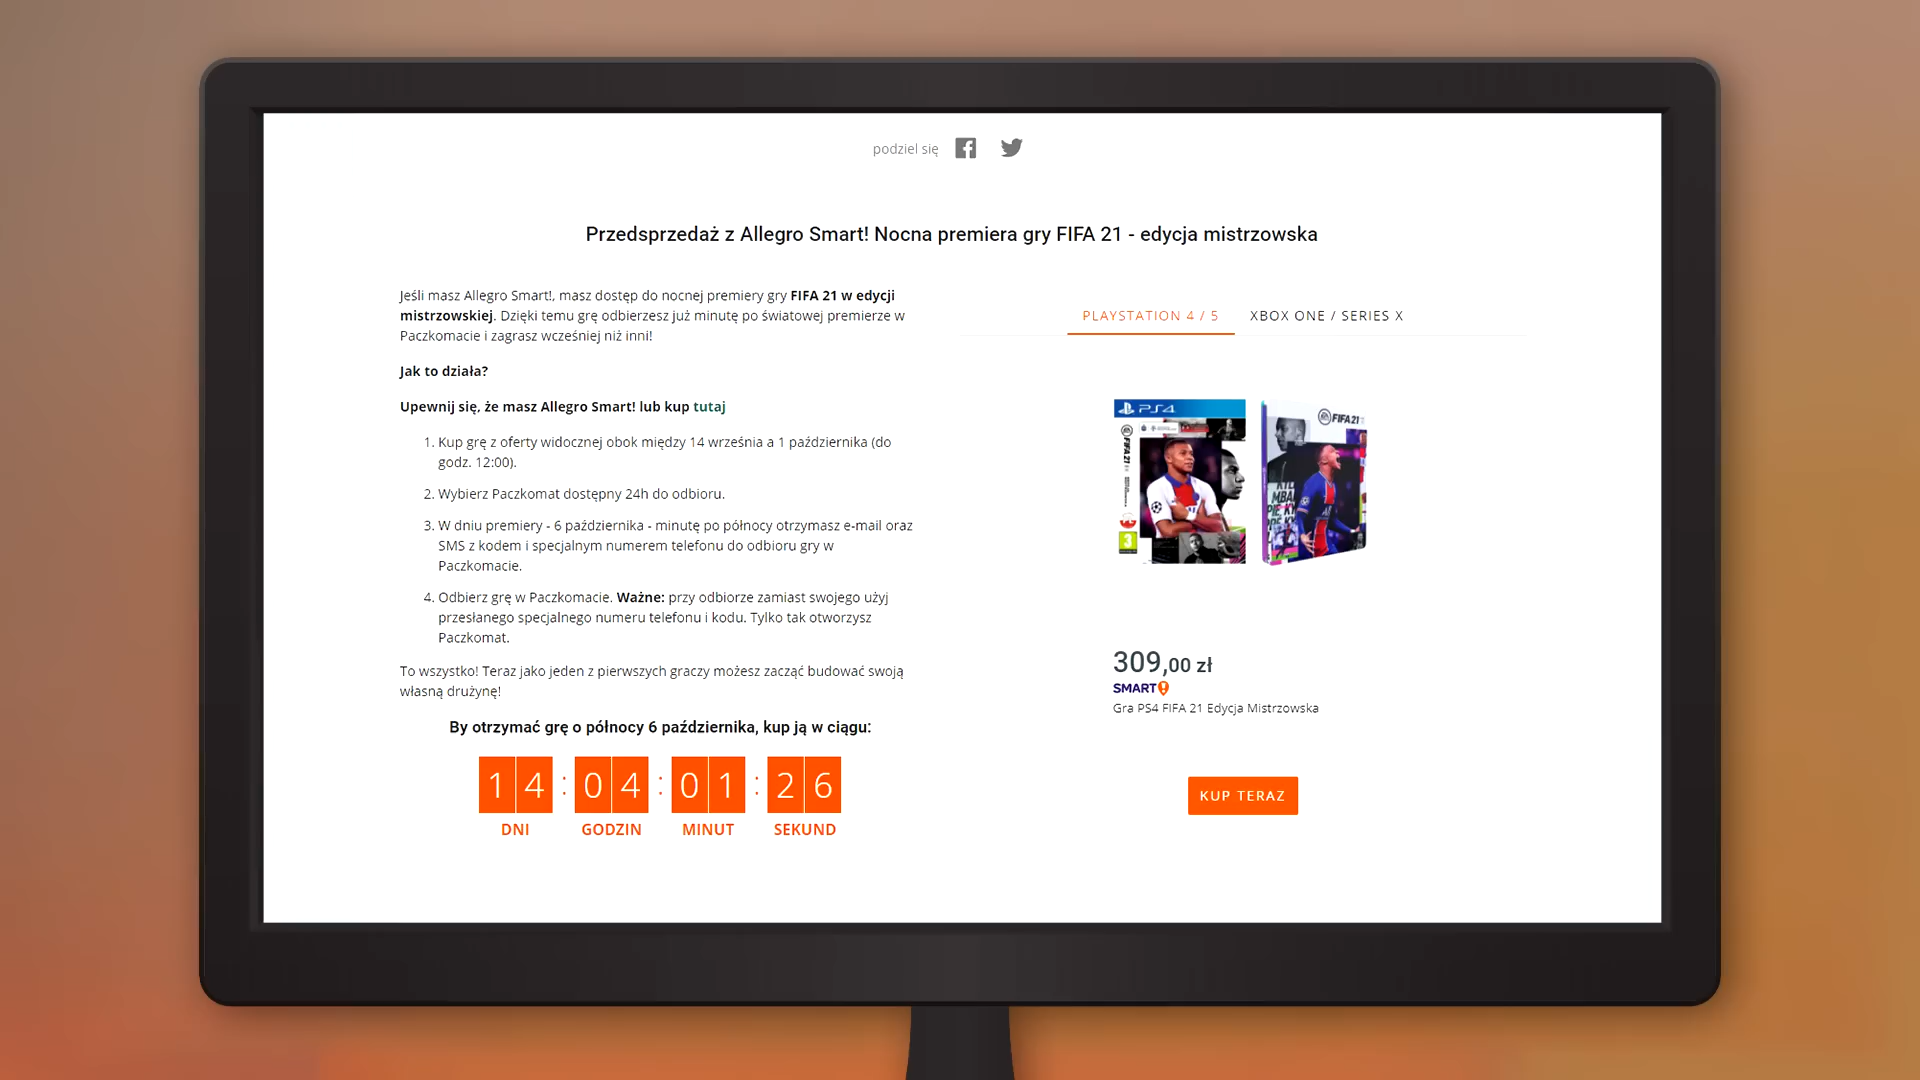 podziel się
Przedsprzedaż z Allegro Smart! Nocna premiera gry FIFA 21 - edycja mistrzowska
Jeśli masz Allegro Smart!, masz dostęp do nocnej premiery gry FIFA 21 w edycji
mistrzowskiej. Dzięki temu grę odbierzesz już minutę po światowej premierze w
Paczkomacie i zagrasz wcześniej niż inni!
Jak to działa?
Upewnij się, że masz Allegro Smart! lub kup tutaj
1. Kup grę z oferty widocznej obok między 14 września a 1 października (do
godz. 12:00).
2. Wybierz Paczkomat dostępny 24h do odbioru.
3. W dniu premiery - 6 października - minutę po północy otrzymasz e-mail oraz
SMS z kodem i specjalnym numerem telefonu do odbioru gry w
Paczkomacie.
4. Odbierz grę w Paczkomacie. Ważne: przy odbiorze zamiast swojego użyj
przesłanego specjalnego numeru telefonu i kodu. Tylko tak otworzysz
Paczkomat.
To wszystko! Teraz jako jeden z pierwszych graczy możesz zacząć budować swoją
własną drużynę!
By otrzymać grę o północy 6 października, kup ją w ciągu:
14 : 04 : 01 : 26
DNI GODZIN MINUT SEKUND
PLAYSTATION 4 / 5 XBOX ONE / SERIES X
PS4
FIFA 21
3
FIFA 21
309,00 zł
SMART!
Gra PS4 FIFA 21 Edycja Mistrzowska
KUP TERAZ